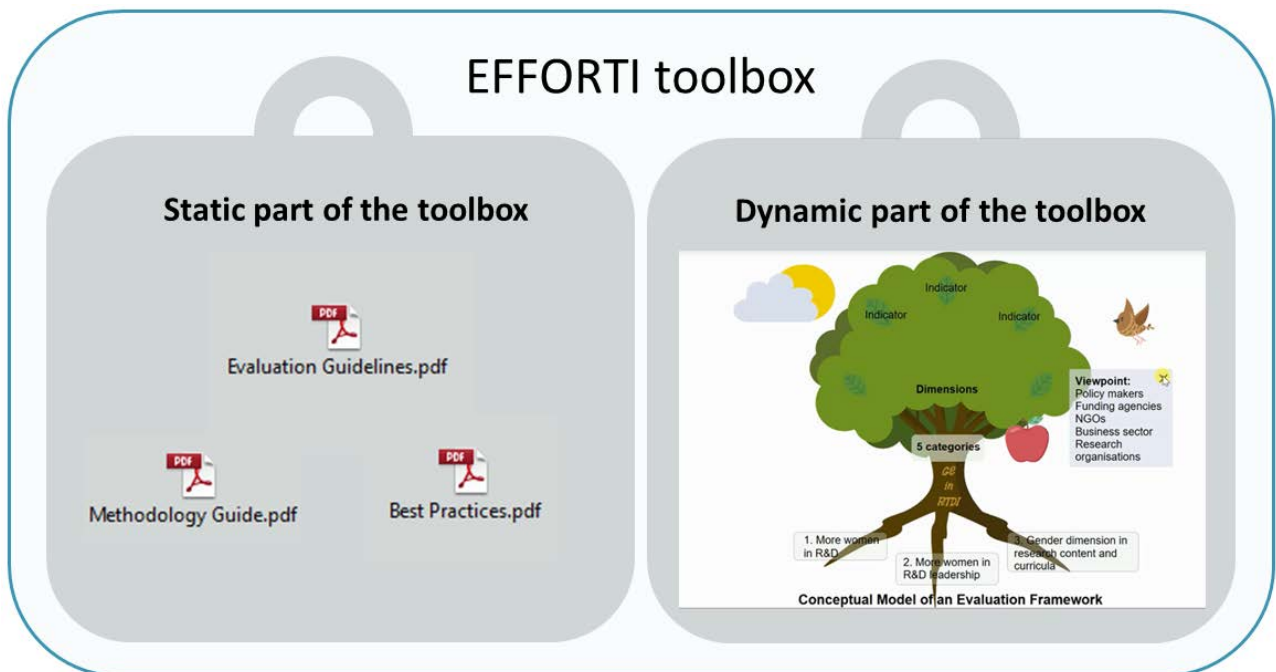 EFFORTI toolbox
Static part of the toolbox
PDF
Evaluation Guidelines.pdf
PDF
Methodology Guide.pdf
PDF
Best Practices.pdf
Dynamic part of the toolbox
Indicator
Indicator
Indicator
Dimensions
Viewpoint:
Policy makers
Funding agencies
NGOs
Business sector
Research
organisations
5 categories
GE
in
RTDI
1. More women
in R&D
2. More women in
R&D leadership
3. Gender dimension in
research content and
curricula
Conceptual Model of an Evaluation Framework